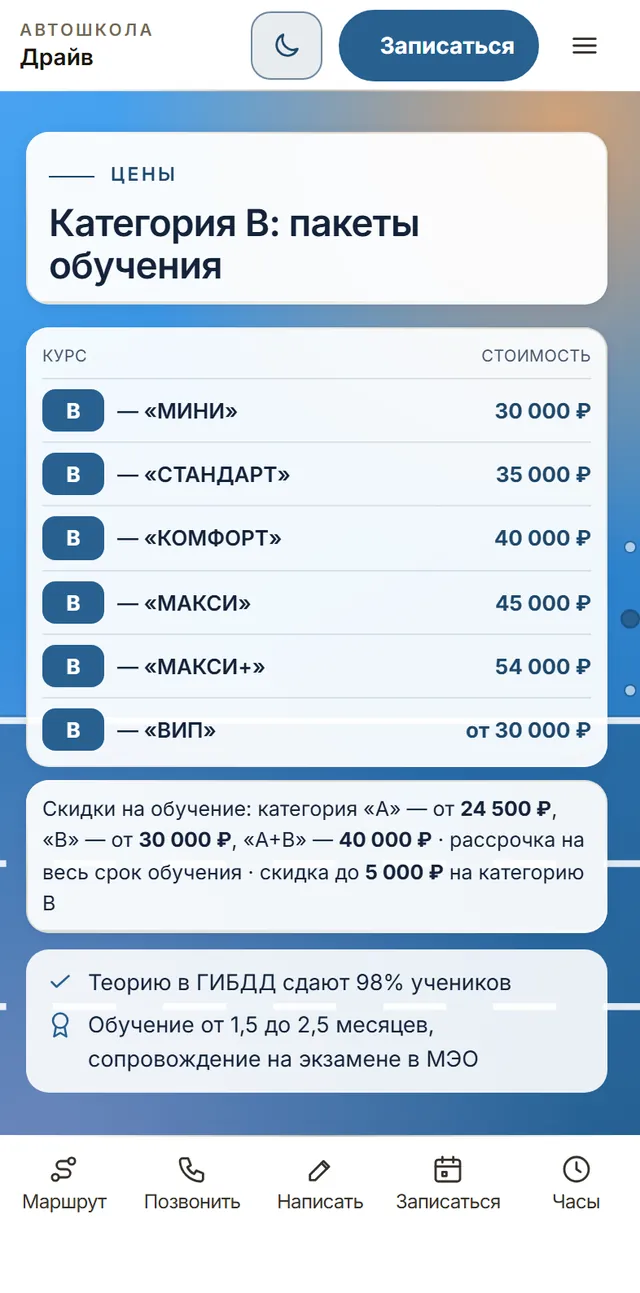 АВТОШКОЛА
Драйв
Записаться
ЦЕНЫ
Категория B: пакеты
обучения
КУРС СТОИМОСТЬ
B — «МИНИ» 30 000 ₽
B — «СТАНДАРТ» 35 000 ₽
B — «КОМФОРТ» 40 000 ₽
B — «МАКСИ» 45 000 ₽
B — «МАКСИ+» 54 000 ₽
B — «ВИП» от 30 000 ₽
Скидки на обучение: категория «А» — от 24 500 ₽,
«В» — от 30 000 ₽, «А+В» — 40 000 ₽ · рассрочка на
весь срок обучения · скидка до 5 000 ₽ на категорию
В
Теорию в ГИБДД сдают 98% учеников
Обучение от 1,5 до 2,5 месяцев,
сопровождение на экзамене в МЭО
Маршрут Позвонить Написать Записаться Часы